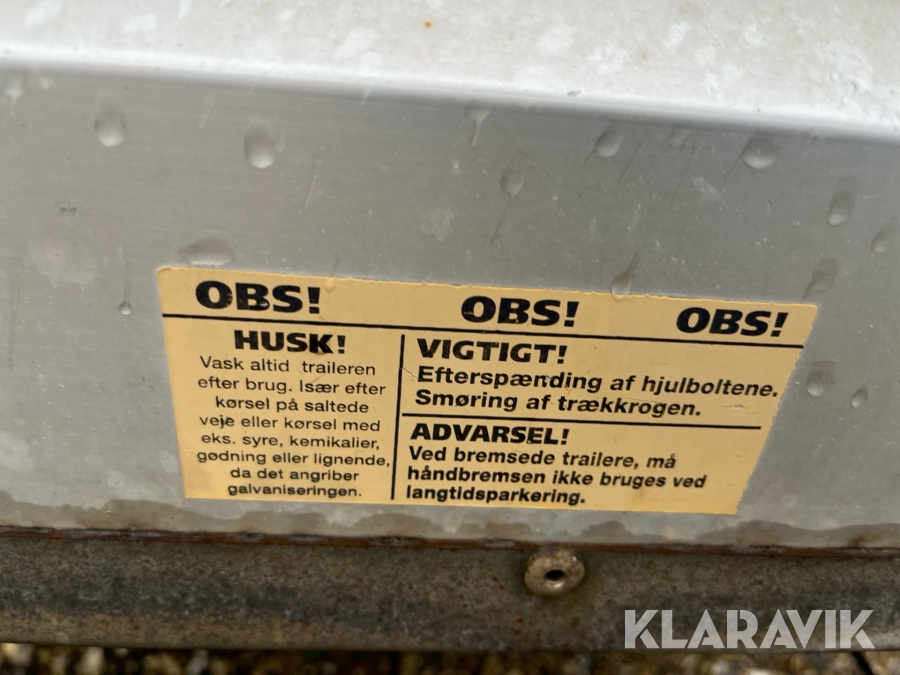 OBS! OBS! OBS!
HUSK!
Vask altid traileren
efter brug. Især efter
kørsel på saltede
veje eller kørsel med
eks. syre, kemikalier,
gødning eller lignende,
da det angriber
galvaniseringen.
VIGTIGT!
Efterspænding af hjulboltene.
Smøring af trækkrogen.
ADVARSEL!
Ved bremsede trailere, må
håndbremsen ikke bruges ved
langtidsparkering.
KLARAVIK